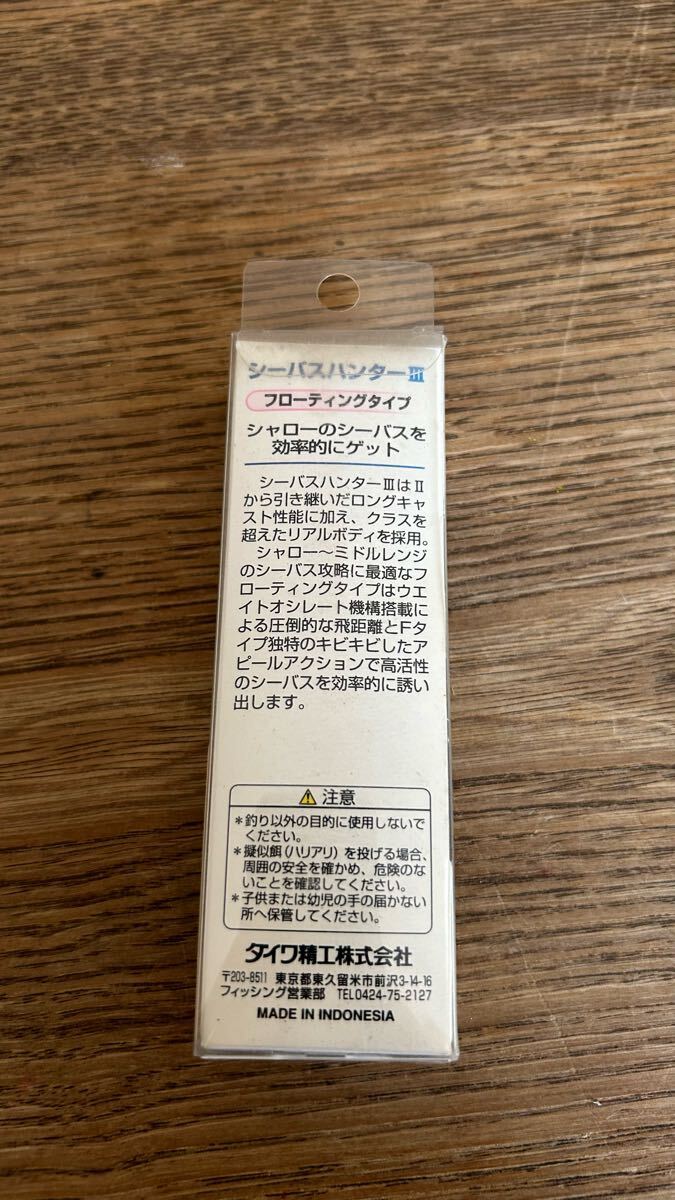 シーバスハンターⅢ
フローティングタイプ
シャローのシーバスを
効率的にゲット
シーバスハンターⅢはⅡ
から引き継いだロングキャ
スト性能に加え、クラスを
超えたリアルボディを採用。
シャロー〜ミドルレンジ
のシーバス攻略に最適なフ
ローティングタイプはウエ
イトオシレート機構搭載に
よる圧倒的な飛距離とFタ
イプ独特のキビキビしたア
ピールアクションで高活性
のシーバスを効率的に誘い
出します。
⚠注意
＊釣り以外の目的に使用しないで
ください。
＊擬似餌(ハリアリ)を投げる場合、
周囲の安全を確かめ、危険のな
いことを確認してください。
＊子供または幼児の手の届かない
所へ保管してください。
ダイワ精工株式会社
〒203-8511 東京都東久留米市前沢3-14-16
フィッシング営業部 TEL0424-75-2127
MADE IN INDONESIA